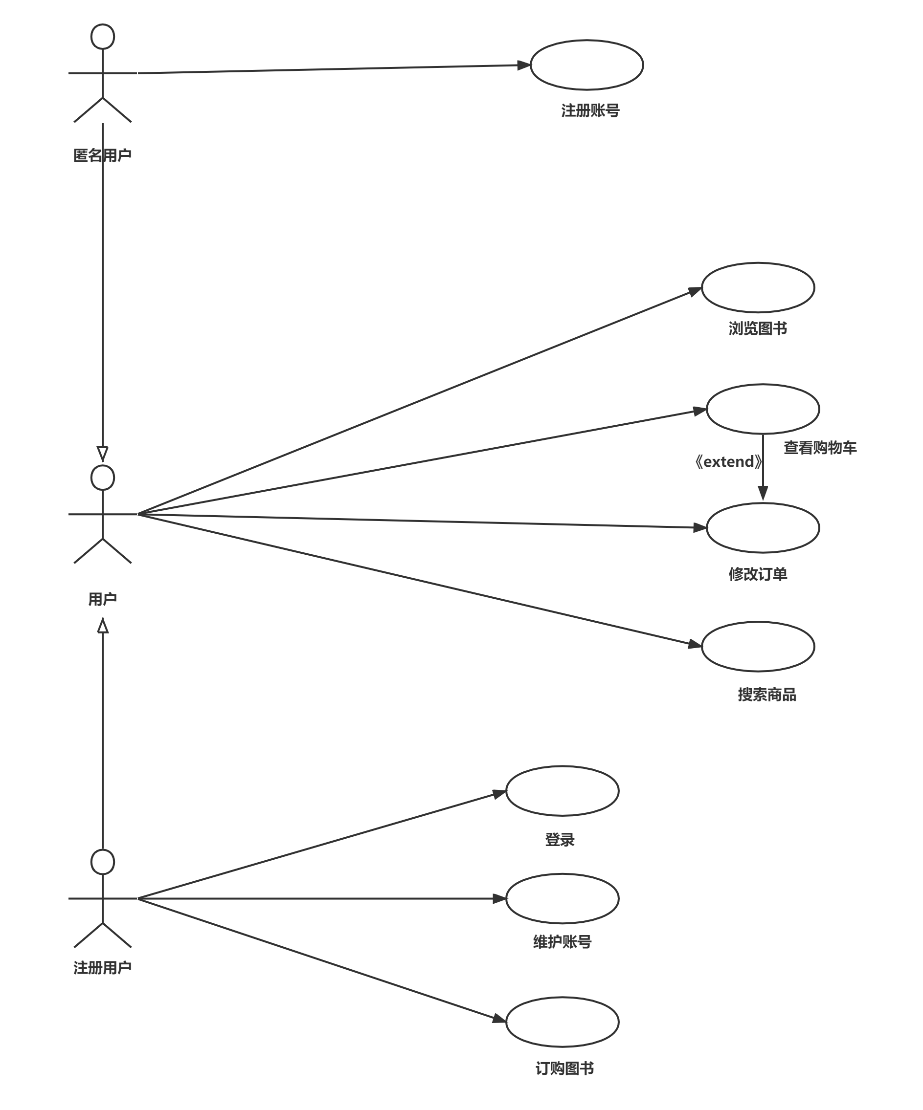 注册账号
匿名用户
浏览图书
查看购物车
《extend》
修改订单
用户
搜索商品
登录
维护账号
注册用户
订购图书